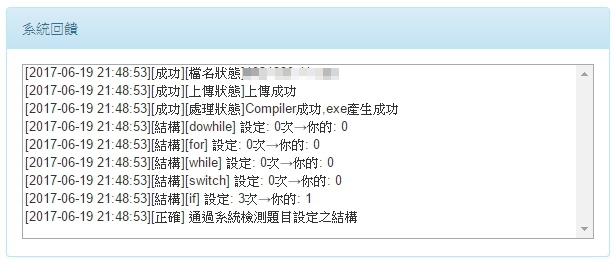 系統回饋
[2017-06-19 21:48:53][成功][檔名狀態]
[2017-06-19 21:48:53][成功][上傳狀態]上傳成功
[2017-06-19 21:48:53][成功][處理狀態]Compiler成功,exe產生成功
[2017-06-19 21:48:53][結構][dowhile] 設定: 0次→你的: 0
[2017-06-19 21:48:53][結構][for] 設定: 0次→你的: 0
[2017-06-19 21:48:53][結構][while] 設定: 0次→你的: 0
[2017-06-19 21:48:53][結構][switch] 設定: 0次→你的: 0
[2017-06-19 21:48:53][結構][if] 設定: 3次→你的: 1
[2017-06-19 21:48:53][正確] 通過系統檢測題目設定之結構